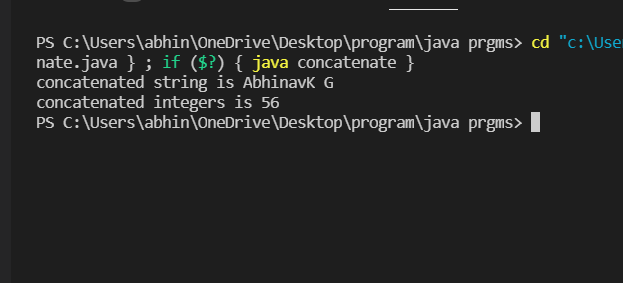 PS C:\Users\abhin\OneDrive\Desktop\program\java prgms> cd "c:\Use
nate.java } ; if ($?) { java concatenate }
concatenated string is AbhinavK G
concatenated integers is 56
PS C:\Users\abhin\OneDrive\Desktop\program\java prgms>